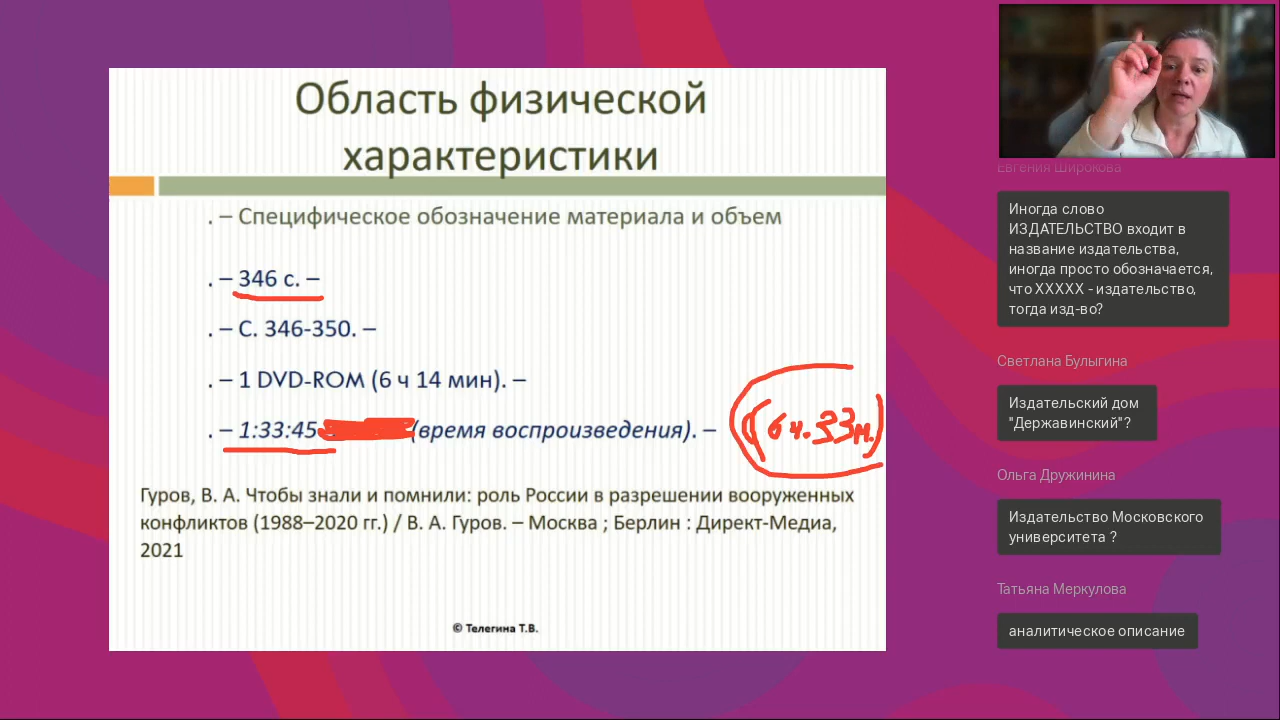 Область физической
характеристики
. – Специфическое обозначение материала и объем
. – 346 с. –
. – С. 346-350. –
. – 1 DVD-ROM (6 ч 14 мин). –
. – 1:33:45 (время воспроизведения). –
(6 ч. 33 м.)
Гуров, В. А. Чтобы знали и помнили: роль России в разрешении вооруженных
конфликтов (1988–2020 гг.) / В. А. Гуров. – Москва ; Берлин : Директ-Медиа,
2021
© Телегина Т.В.
Евгения Широкова
Иногда слово
ИЗДАТЕЛЬСТВО входит в
название издательства,
иногда просто обозначается,
что ХХХХХ - издательство,
тогда изд-во?
Светлана Булыгина
Издательский дом
"Державинский"?
Ольга Дружинина
Издательство Московского
университета ?
Татьяна Меркулова
аналитическое описание